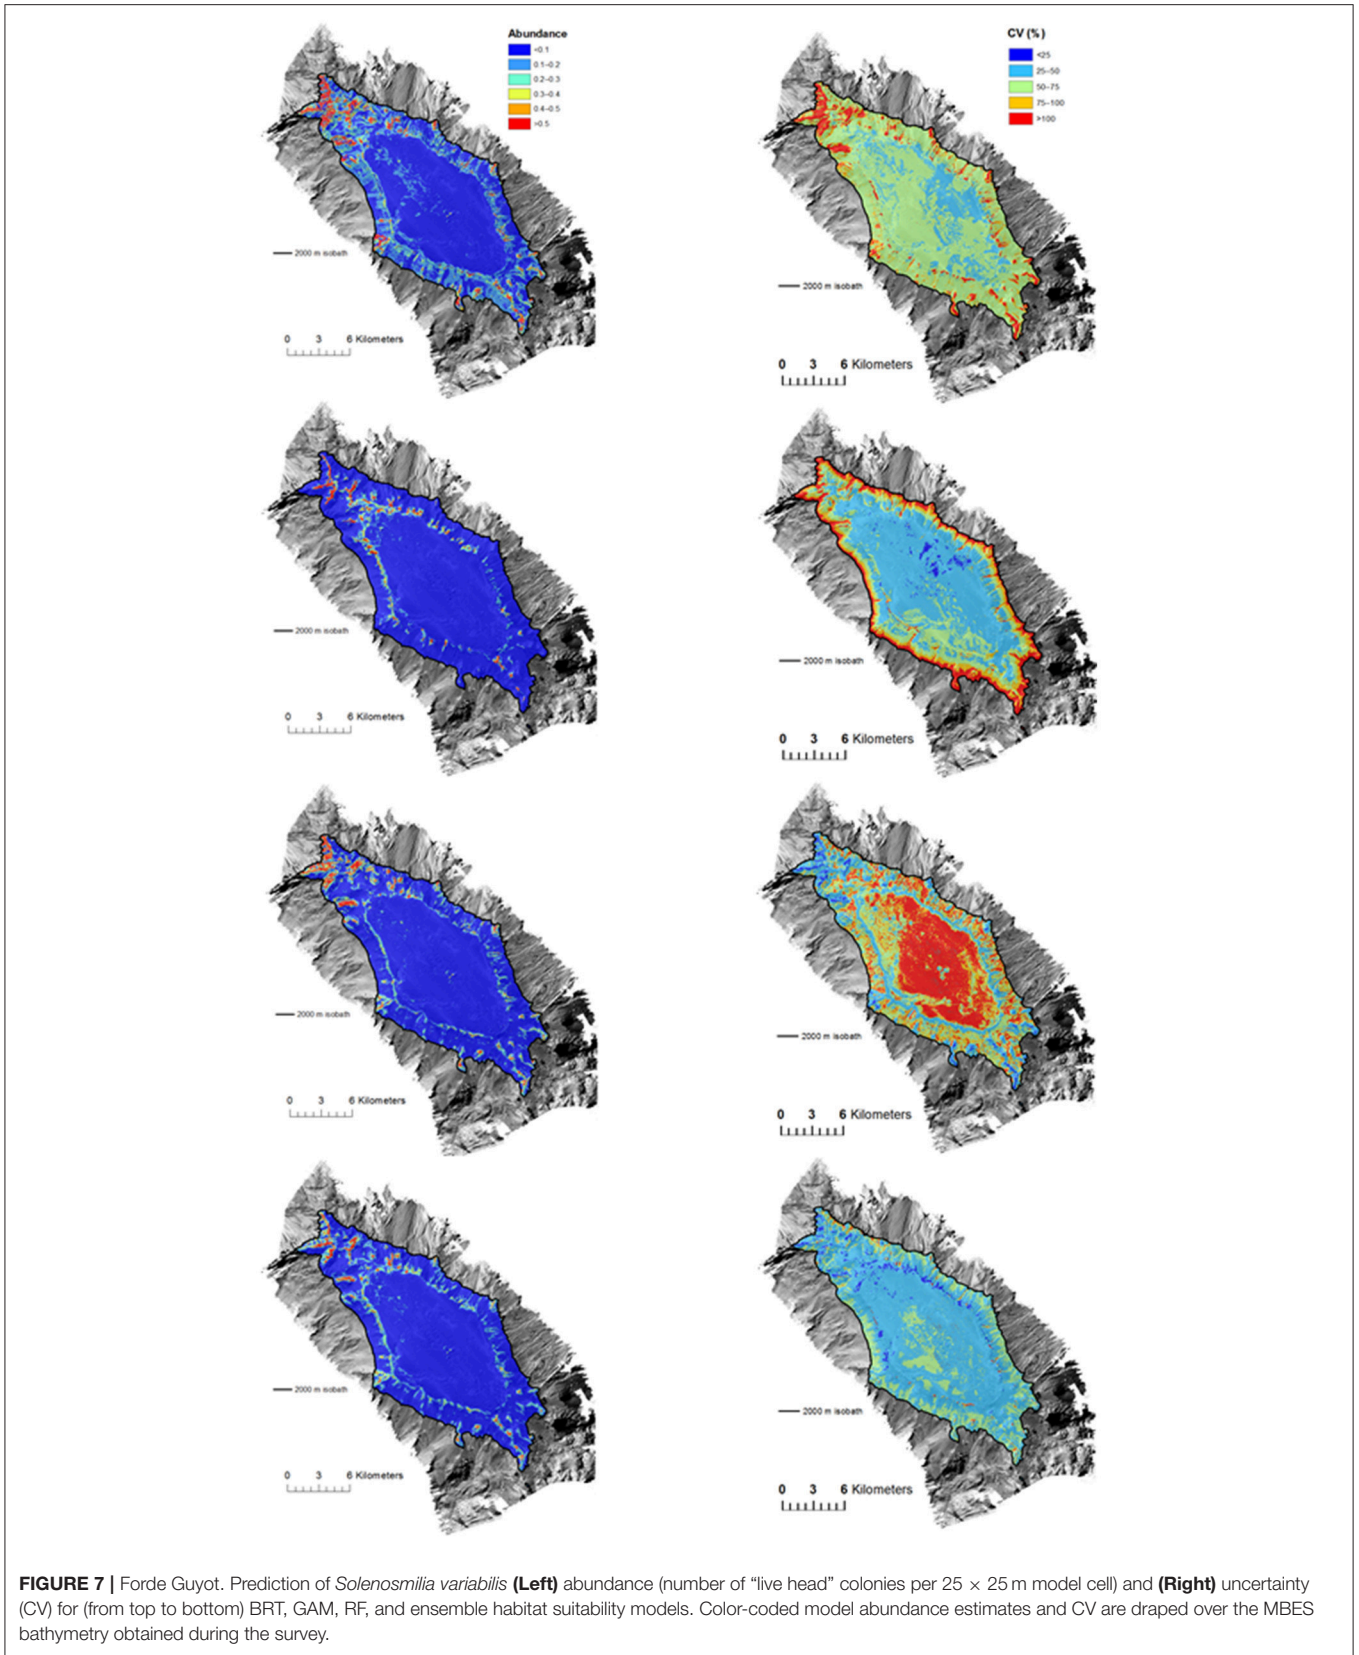 Abundance
<0.1
0.1–0.2
0.2–0.3
0.3–0.4
0.4–0.5
>0.5
2000 m isobath
0 3 6 Kilometers
CV (%)
<25
25–50
50–75
75–100
>100
2000 m isobath
0 3 6 Kilometers
2000 m isobath
0 3 6 Kilometers
2000 m isobath
0 3 6 Kilometers
2000 m isobath
0 3 6 Kilometers
2000 m isobath
0 3 6 Kilometers
2000 m isobath
0 3 6 Kilometers
2000 m isobath
0 3 6 Kilometers
FIGURE 7 | Forde Guyot. Prediction of Solenosmilia variabilis (Left) abundance (number of “live head” colonies per 25 × 25 m model cell) and (Right) uncertainty
(CV) for (from top to bottom) BRT, GAM, RF, and ensemble habitat suitability models. Color-coded model abundance estimates and CV are draped over the MBES
bathymetry obtained during the survey.